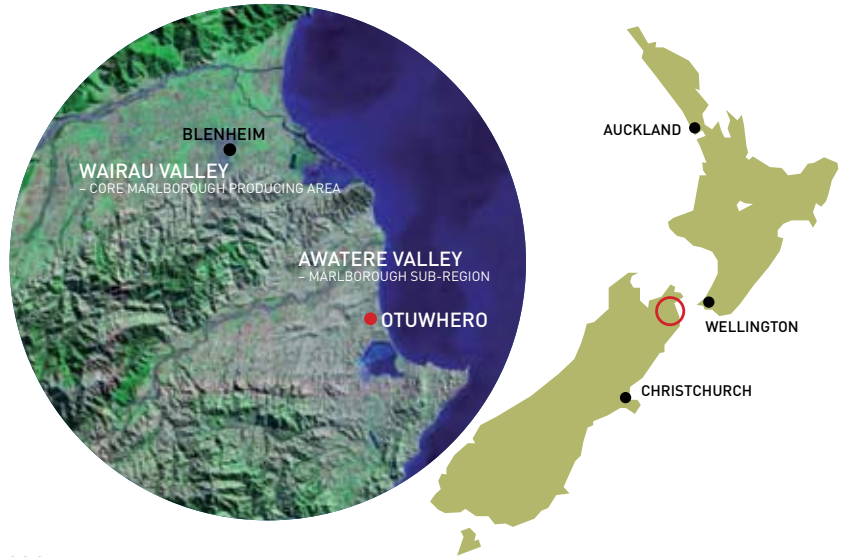 BLENHEIM
WAIRAU VALLEY
– CORE MARLBOROUGH PRODUCING AREA
AWATERE VALLEY
– MARLBOROUGH SUB-REGION
OTUWHERO
AUCKLAND
WELLINGTON
CHRISTCHURCH